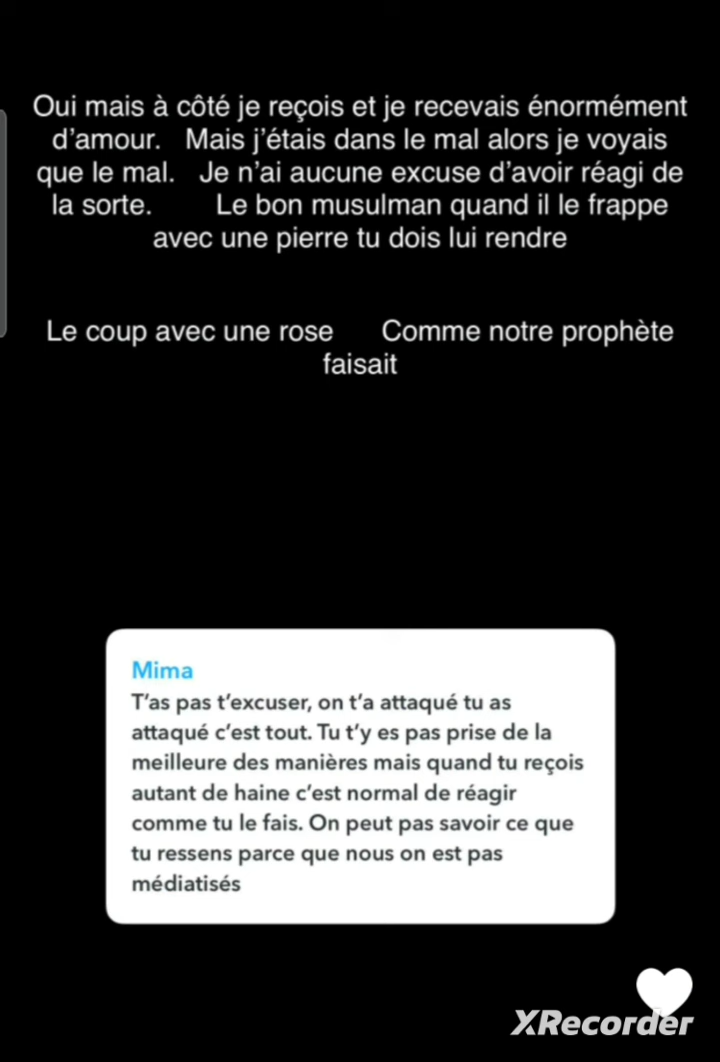 Oui mais à côté je reçois et je recevais énormément
d'amour. Mais j'étais dans le mal alors je voyais
que le mal. Je n'ai aucune excuse d'avoir réagi de
la sorte. Le bon musulman quand il le frappe
avec une pierre tu dois lui rendre
Le coup avec une rose Comme notre prophète
faisait
Mima
T'as pas t'excuser, on t'a attaqué tu as
attaqué c'est tout. Tu t'y es pas prise de la
meilleure des manières mais quand tu reçois
autant de haine c'est normal de réagir
comme tu le fais. On peut pas savoir ce que
tu ressens parce que nous on est pas
médiatisés
XRecorder